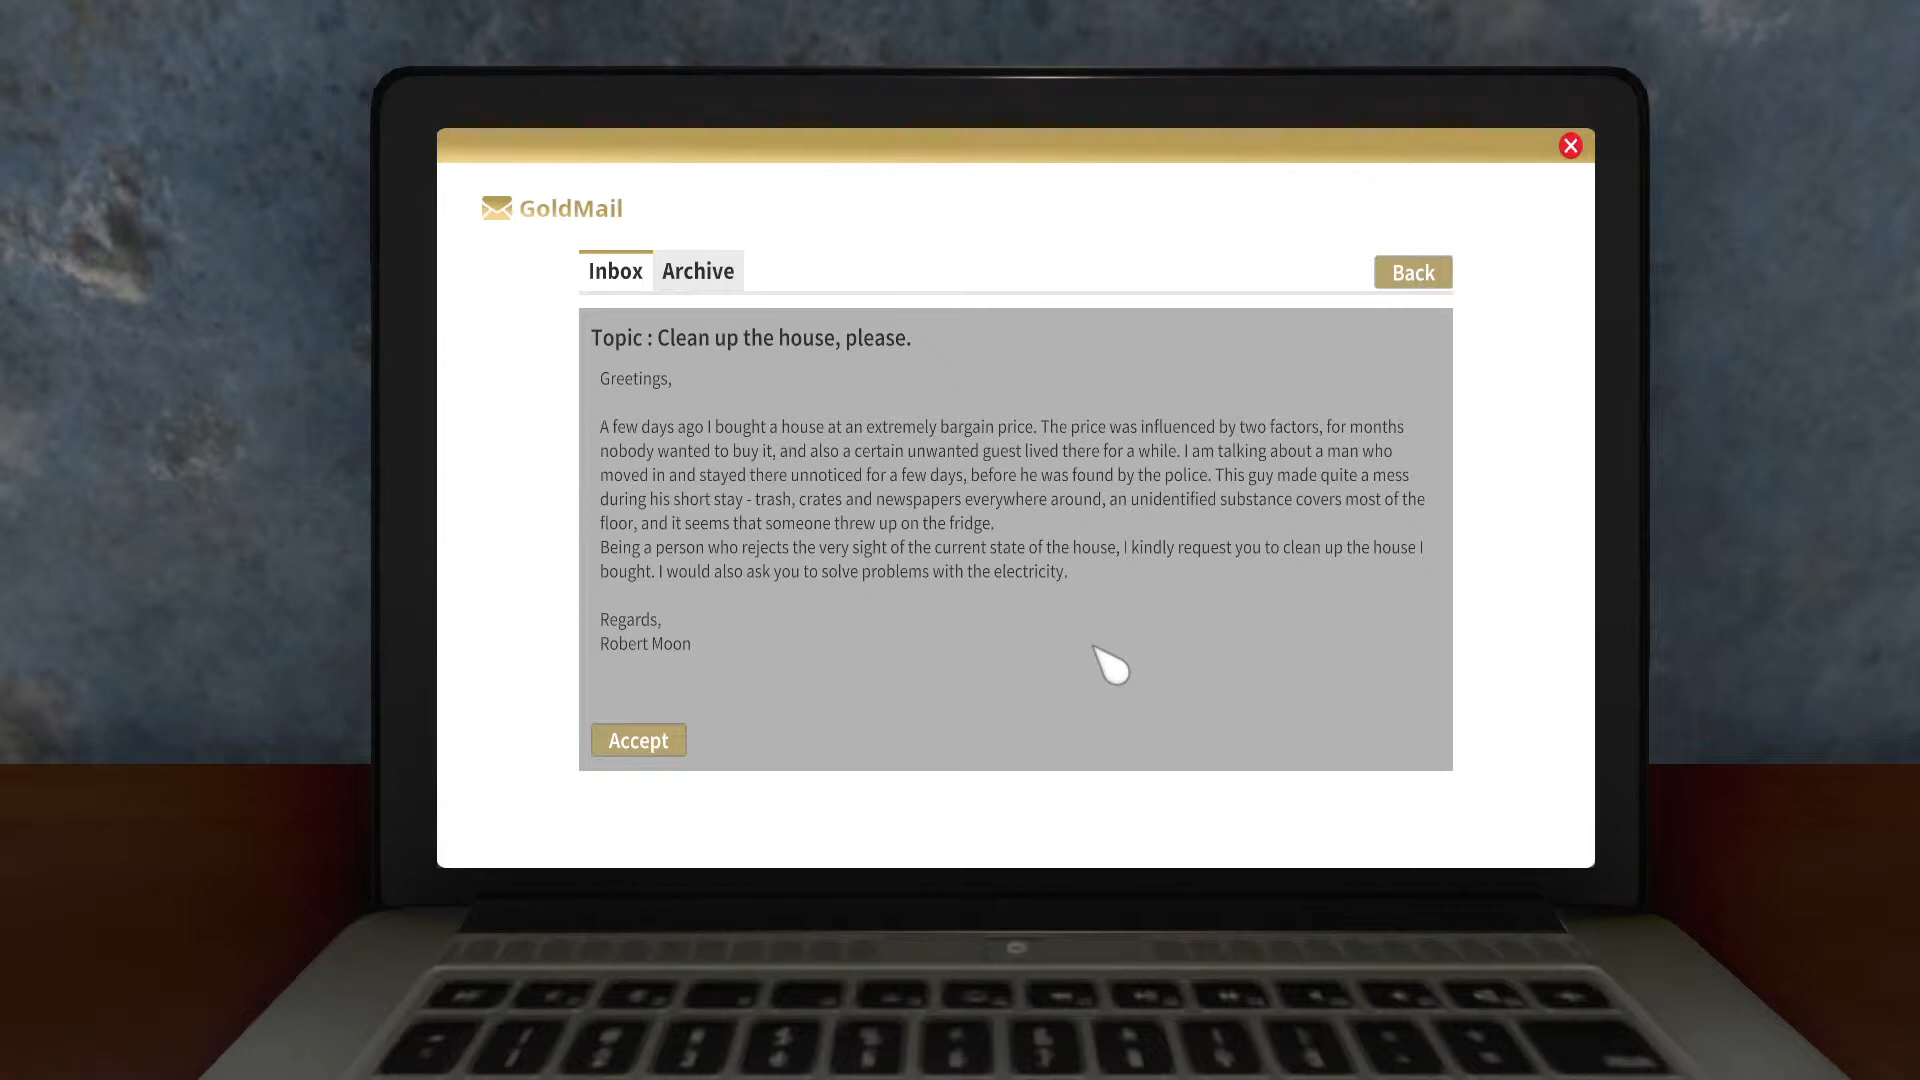 GoldMail
Inbox
Archive
Back
Topic : Clean up the house, please.
Greetings,
A few days ago I bought a house at an extremely bargain price. The price was influenced by two factors, for months
nobody wanted to buy it, and also a certain unwanted guest lived there for a while. I am talking about a man who
moved in and stayed there unnoticed for a few days, before he was found by the police. This guy made quite a mess
during his short stay - trash, crates and newspapers everywhere around, an unidentified substance covers most of the
floor, and it seems that someone threw up on the fridge.
Being a person who rejects the very sight of the current state of the house, I kindly request you to clean up the house I
bought. I would also ask you to solve problems with the electricity.
Regards,
Robert Moon
Accept